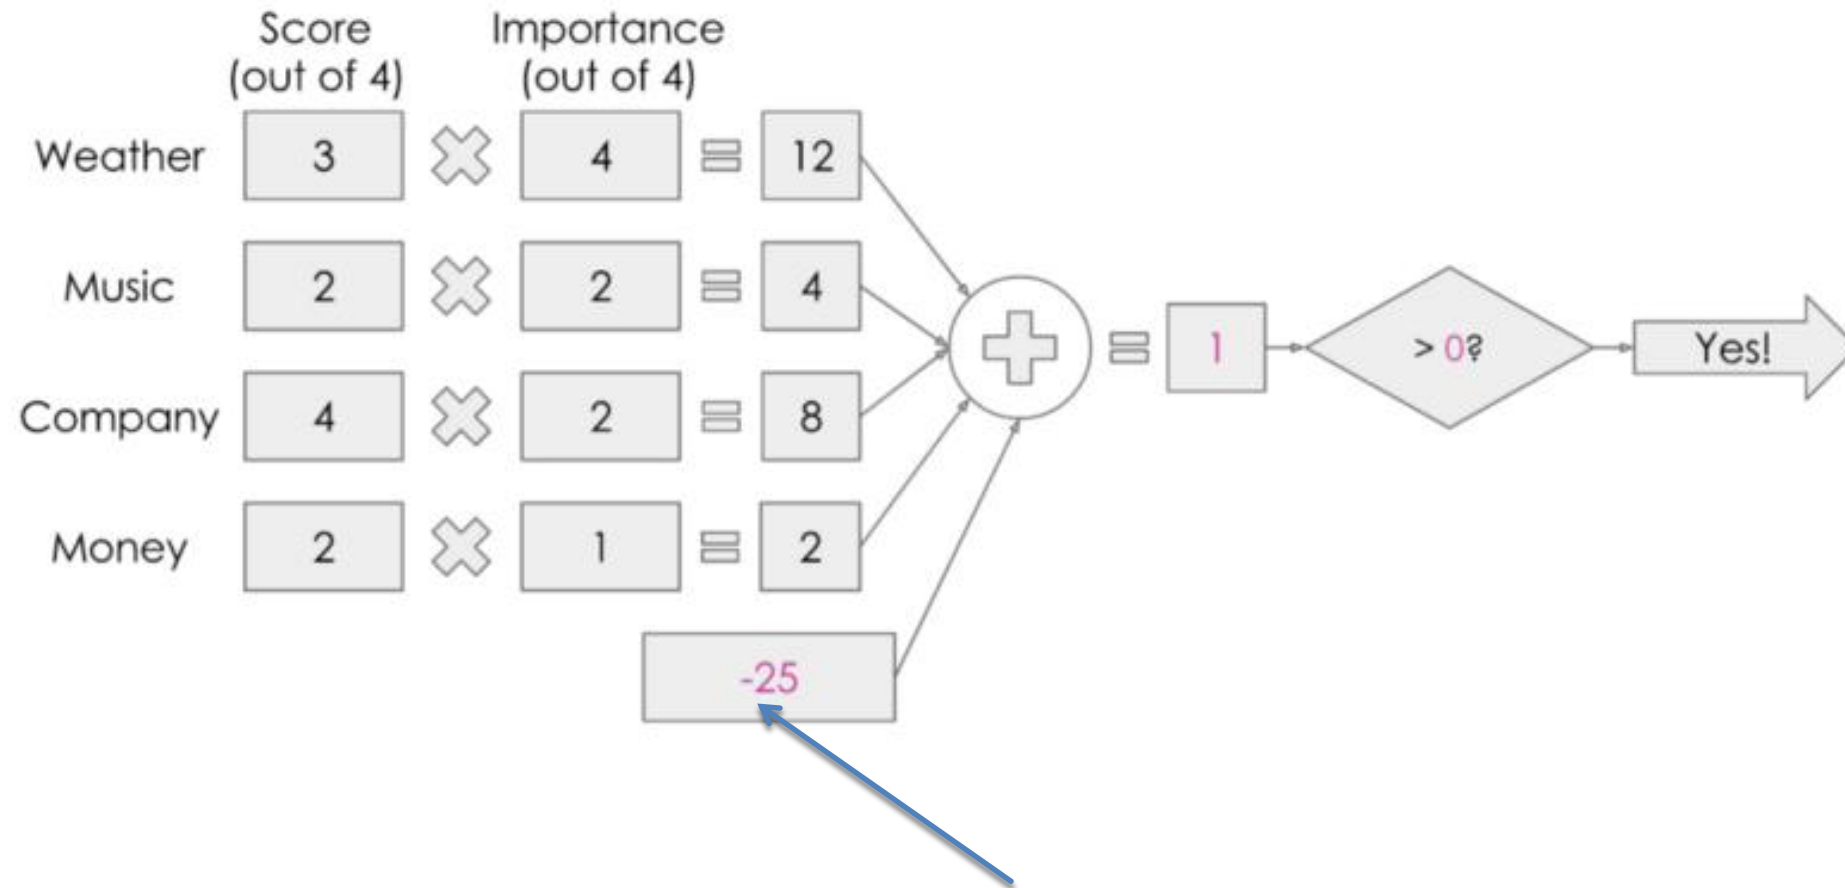 Score
(out of 4)
Importance
(out of 4)
Weather 3 4 12
Music 2 2 4
Company 4 2 8
Money 2 1 2
-25
1
> 0?
Yes!